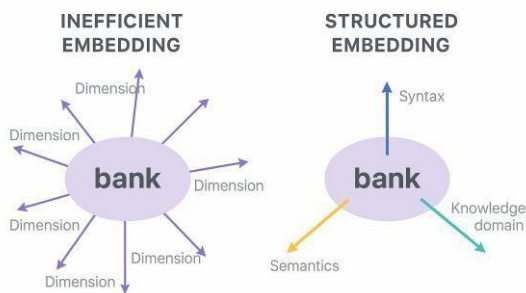 INEFFICIENT
EMBEDDING
Dimension
Dimension
bank
Dimension
Dimension
Dimension
Dimension
STRUCTURED
EMBEDDING
Syntax
bank
Knowledge
domain
Semantics